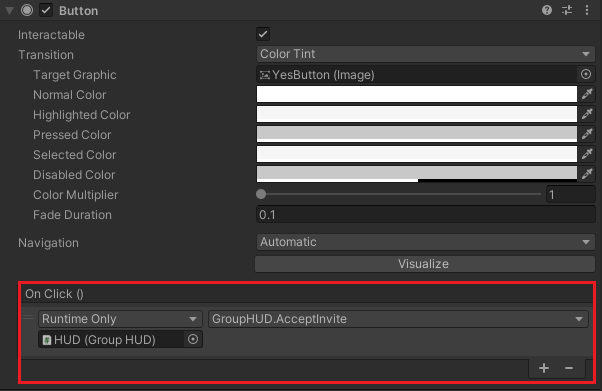 Button
Interactable
Transition Color Tint
Target Graphic YesButton (Image)
Normal Color
Highlighted Color
Pressed Color
Selected Color
Disabled Color
Color Multiplier 1
Fade Duration 0.1
Navigation Automatic
Visualize
On Click ()
Runtime Only GroupHUD.AcceptInvite
HUD (Group HUD)